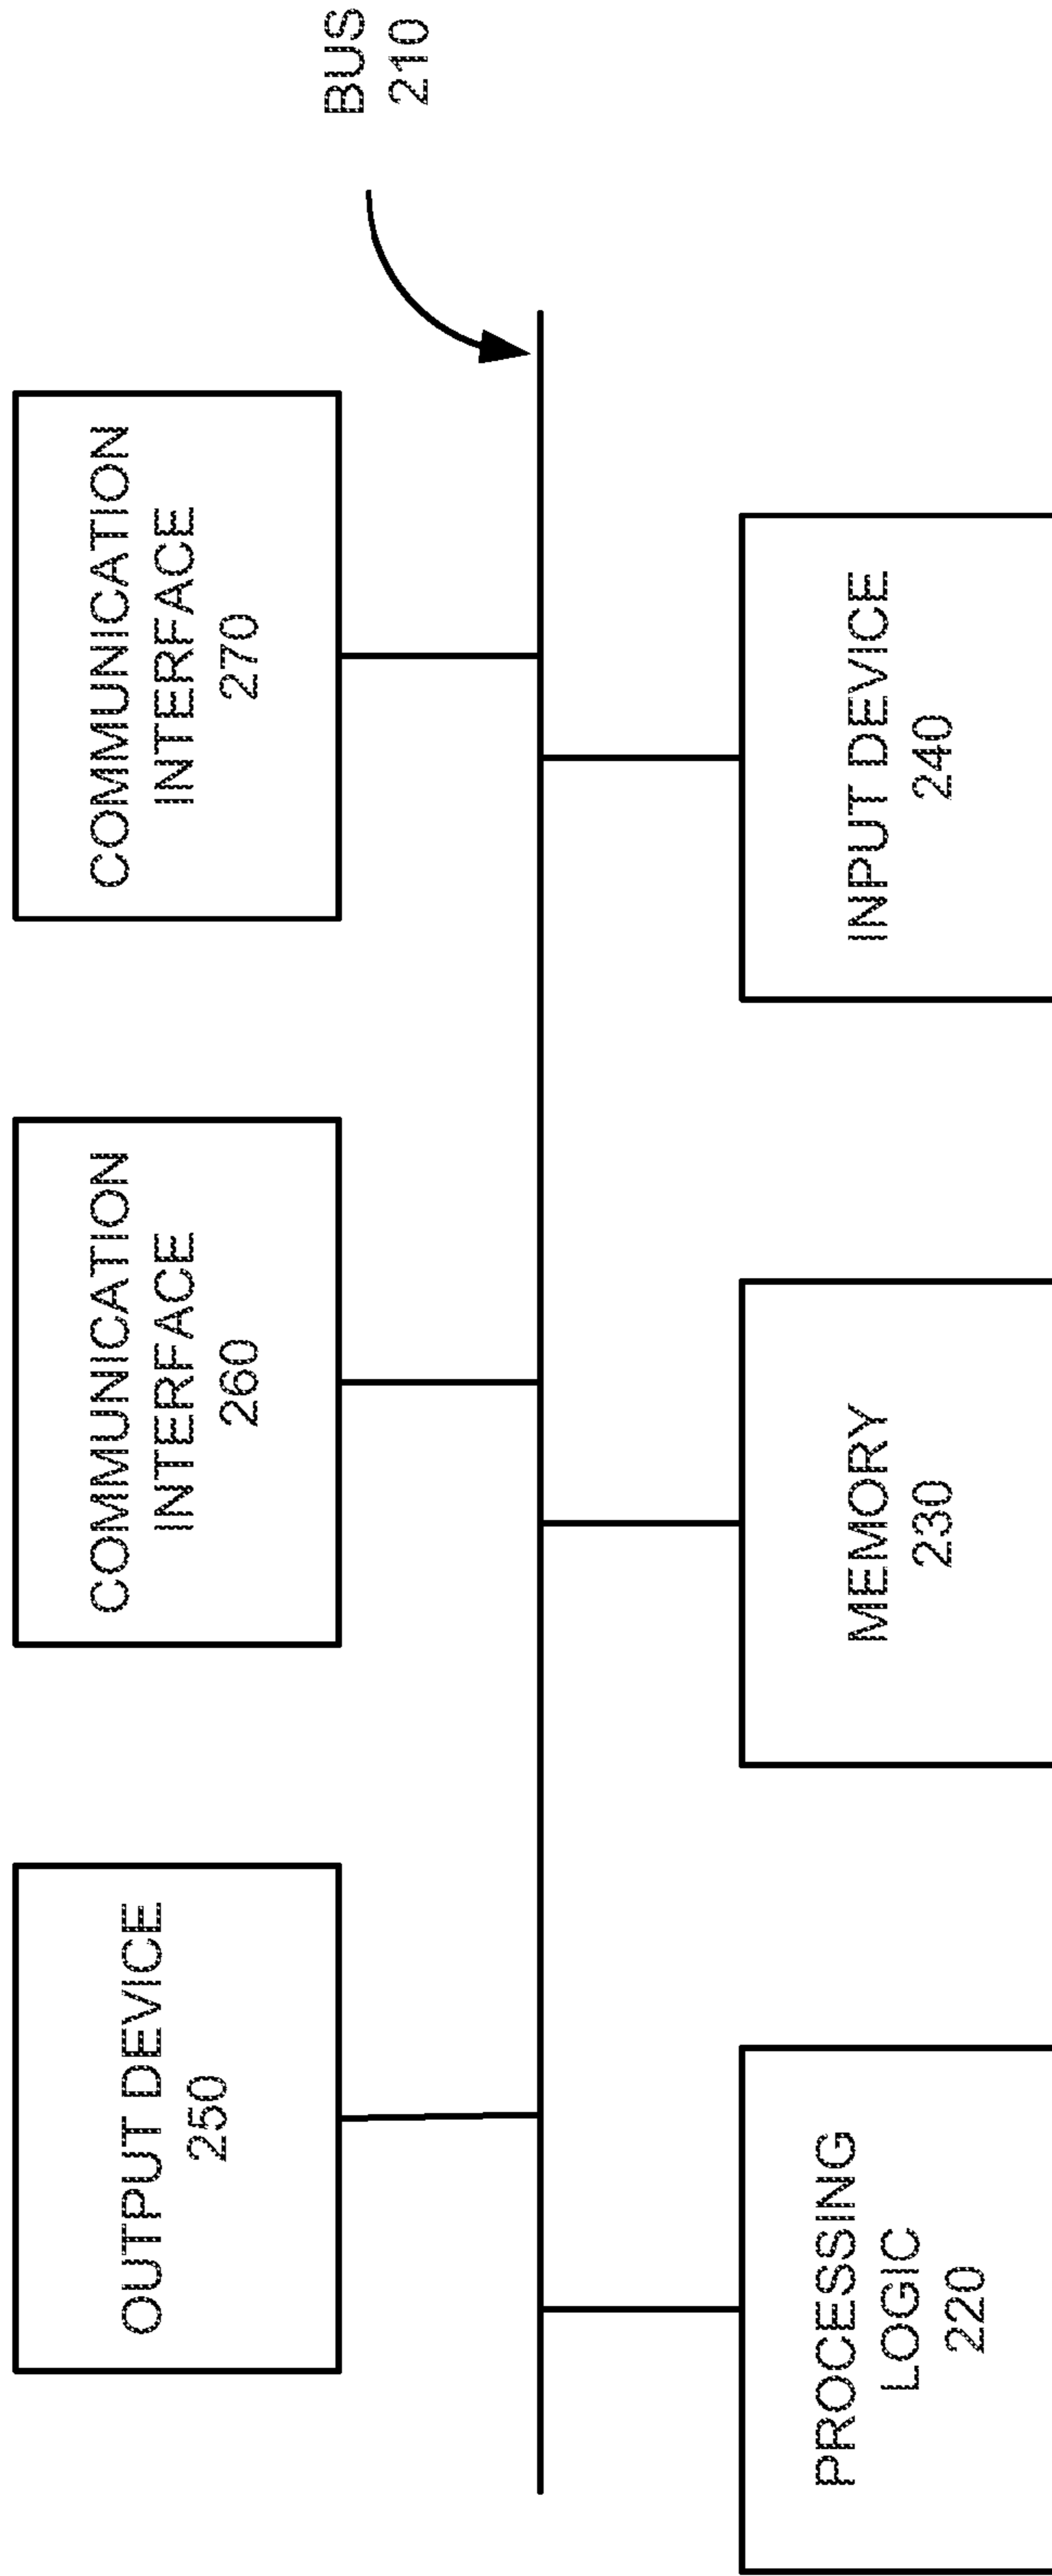 OUTPUT DEVICE
250
COMMUNICATION
INTERFACE
260
COMMUNICATION
INTERFACE
270
BUS
210
PROCESSING
LOGIC
220
MEMORY
230
INPUT DEVICE
240